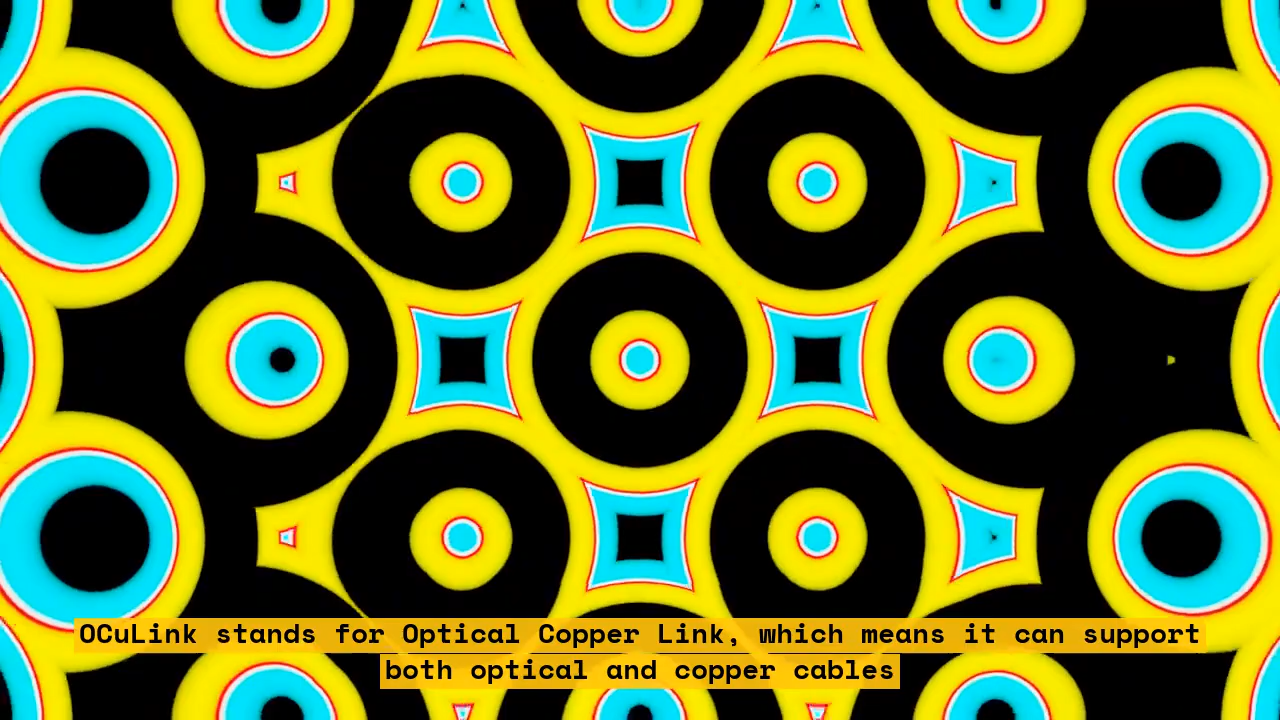 OCuLink stands for Optical Copper Link, which means it can support
both optical and copper cables